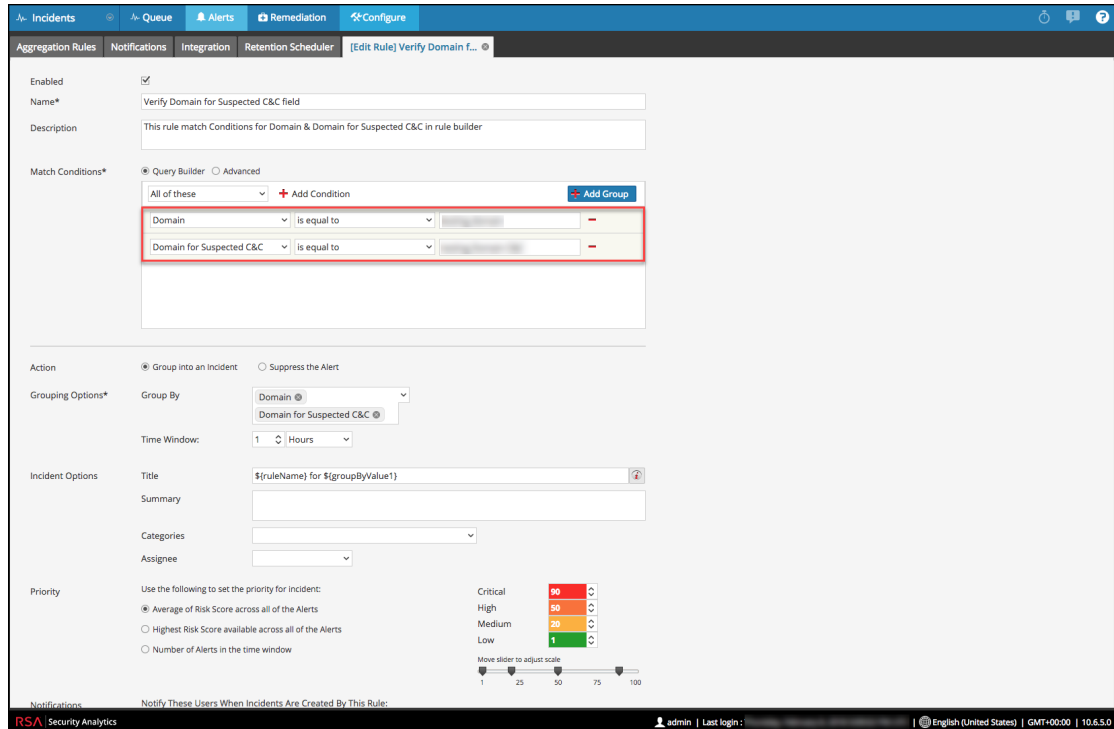 Incidents Queue Alerts Remediation Configure
Aggregation Rules Notifications Integration Retention Scheduler [Edit Rule] Verify Domain f...
Enabled
Name* Verify Domain for Suspected C&C field
Description This rule match Conditions for Domain & Domain for Suspected C&C in rule builder
Match Conditions* Query Builder Advanced
All of these + Add Condition + Add Group
Domain is equal to
Domain for Suspected C&C is equal to
Action Group into an Incident Suppress the Alert
Grouping Options* Group By Domain
Domain for Suspected C&C
Time Window: 1 Hours
Incident Options Title ${ruleName} for ${groupByValue1}
Summary
Categories
Assignee
Priority Use the following to set the priority for incident: Critical 90
Average of Risk Score across all of the Alerts High 50
Highest Risk Score available across all of the Alerts Medium 20
Number of Alerts in the time window Low 1
Move slider to adjust scale
1 25 50 75 100
Notifications Notify These Users When Incidents Are Created By This Rule:
RSA Security Analytics admin | Last login : | English (United States) | GMT+00:00 | 10.6.5.0